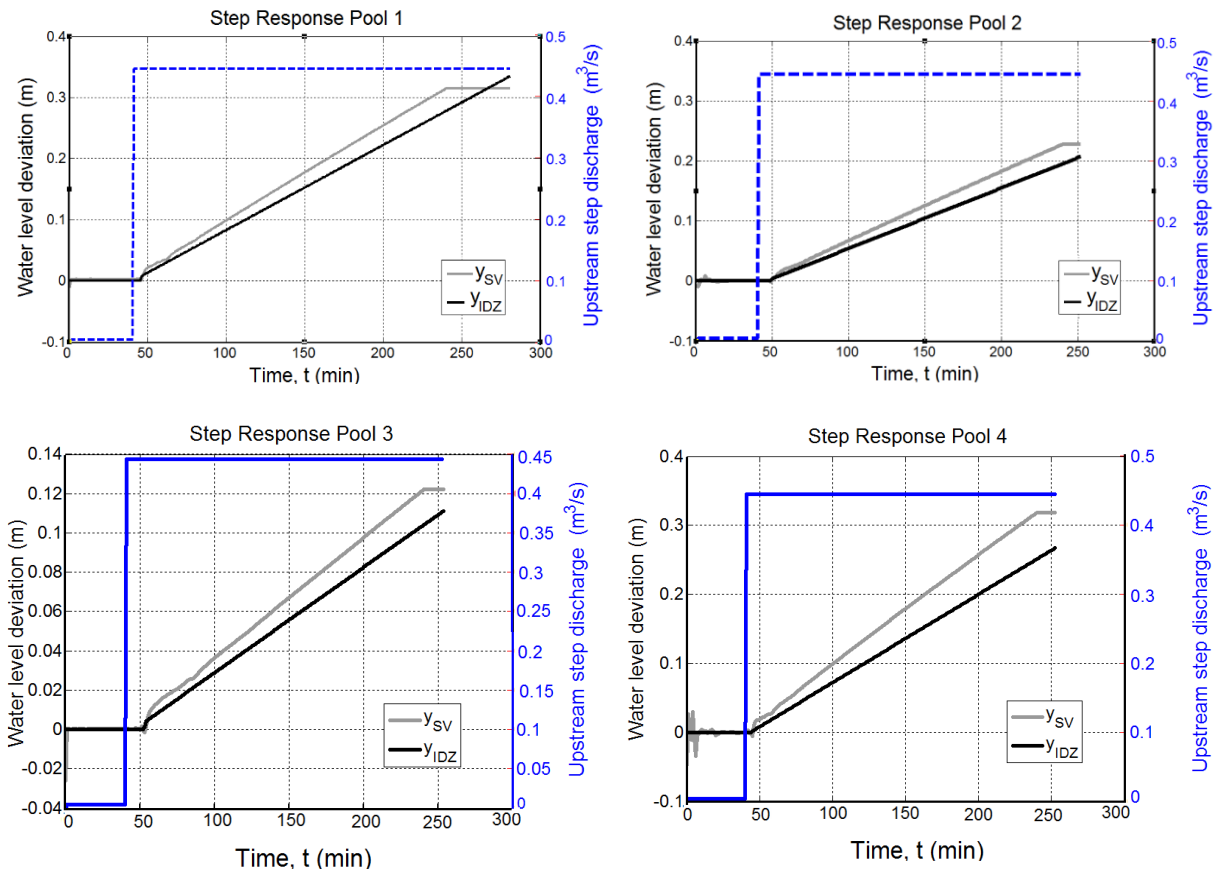 Step Response Pool 1
Water level deviation (m)
0.4
0.3
0.2
0.1
0
-0.1
0 50 100 150 200 250 300
Time, t (min)
0.5
0.4
0.3
0.2
0.1
0
Upstream step discharge (m³/s)
y_SV
y_IDZ
Step Response Pool 2
Water level deviation (m)
0.4
0.3
0.2
0.1
0
-0.1
0 50 100 150 200 250 300
Time, t (min)
0.5
0.4
0.3
0.2
0.1
0
Upstream step discharge (m³/s)
y_SV
y_IDZ
Step Response Pool 3
Water level deviation (m)
0.14
0.12
0.1
0.08
0.06
0.04
0.02
0
-0.02
-0.04
0 50 100 150 200 250 300
Time, t (min)
0.45
0.4
0.35
0.3
0.25
0.2
0.15
0.1
0.05
0
Upstream step discharge (m³/s)
y_SV
y_IDZ
Step Response Pool 4
Water level deviation (m)
0.4
0.3
0.2
0.1
0
-0.1
0 50 100 150 200 250 300
Time, t (min)
0.5
0.4
0.3
0.2
0.1
0
Upstream step discharge (m³/s)
y_SV
y_IDZ